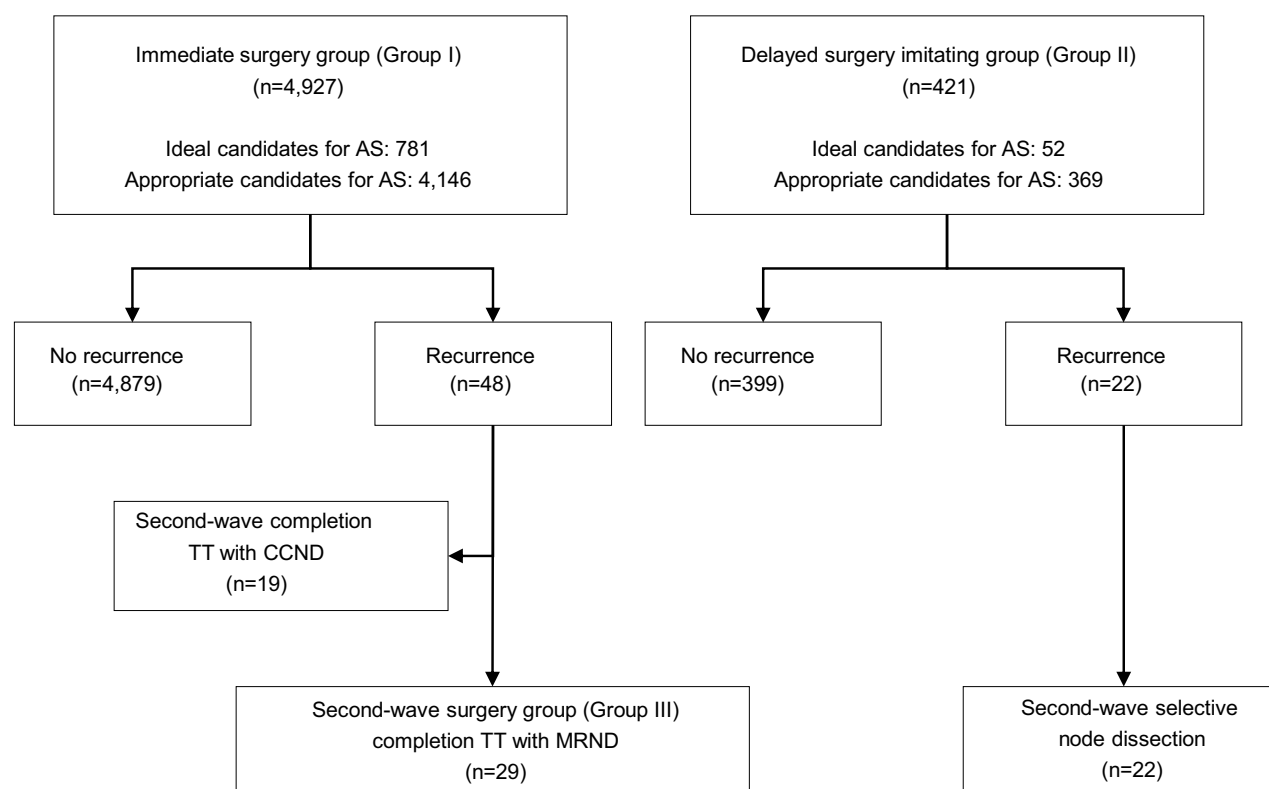 Immediate surgery group (Group I)
(n=4,927)
Ideal candidates for AS: 781
Appropriate candidates for AS: 4,146
Delayed surgery imitating group (Group II)
(n=421)
Ideal candidates for AS: 52
Appropriate candidates for AS: 369
No recurrence
(n=4,879)
Recurrence
(n=48)
No recurrence
(n=399)
Recurrence
(n=22)
Second-wave completion
TT with CCND
(n=19)
Second-wave surgery group (Group III)
completion TT with MRND
(n=29)
Second-wave selective
node dissection
(n=22)